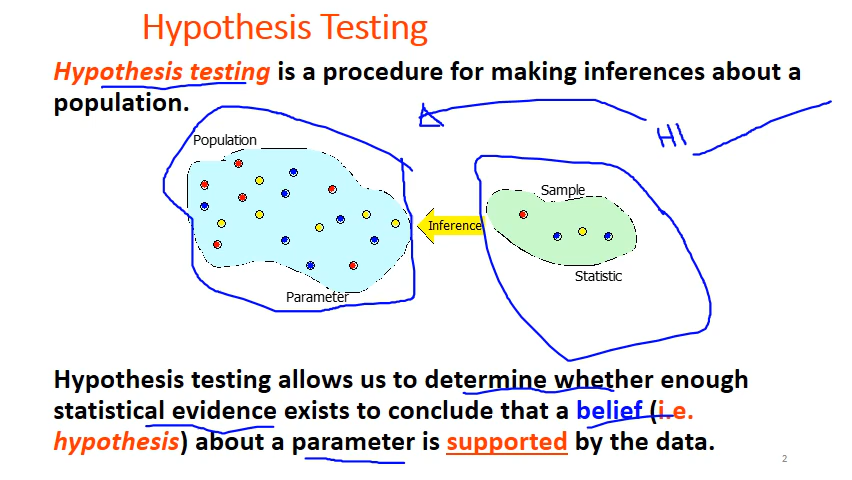 Hypothesis Testing
Hypothesis testing is a procedure for making inferences about a
population.
Population
HI
Sample
Inference
Statistic
Parameter
Hypothesis testing allows us to determine whether enough
statistical evidence exists to conclude that a belief (i.e.
hypothesis) about a parameter is supported by the data.
2